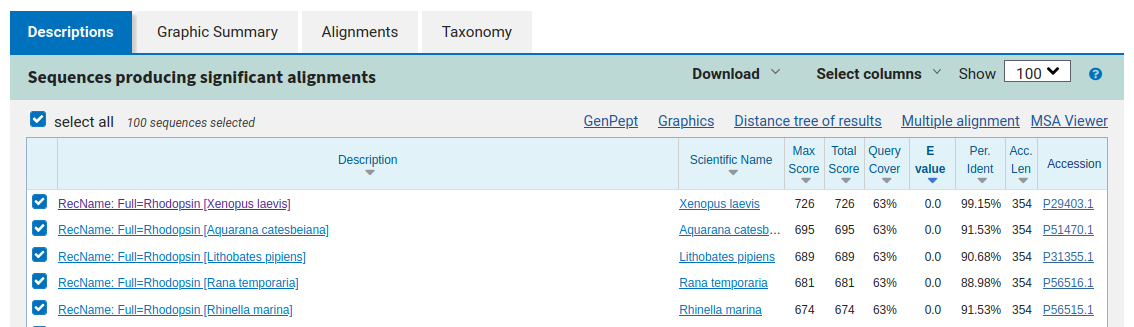 Descriptions Graphic Summary Alignments Taxonomy
Sequences producing significant alignments Download Select columns Show 100 ?
select all 100 sequences selected GenPept Graphics Distance tree of results Multiple alignment MSA Viewer
Description Scientific Name Max Score Total Score Query Cover E value Per. Ident Acc. Len Accession
RecName: Full=Rhodopsin [Xenopus laevis] Xenopus laevis 726 726 63% 0.0 99.15% 354 P29403.1
RecName: Full=Rhodopsin [Aquarana catesbeiana] Aquarana catesb... 695 695 63% 0.0 91.53% 354 P51470.1
RecName: Full=Rhodopsin [Lithobates pipiens] Lithobates pipiens 689 689 63% 0.0 90.68% 354 P31355.1
RecName: Full=Rhodopsin [Rana temporaria] Rana temporaria 681 681 63% 0.0 88.98% 354 P56516.1
RecName: Full=Rhodopsin [Rhinella marina] Rhinella marina 674 674 63% 0.0 91.53% 354 P56515.1